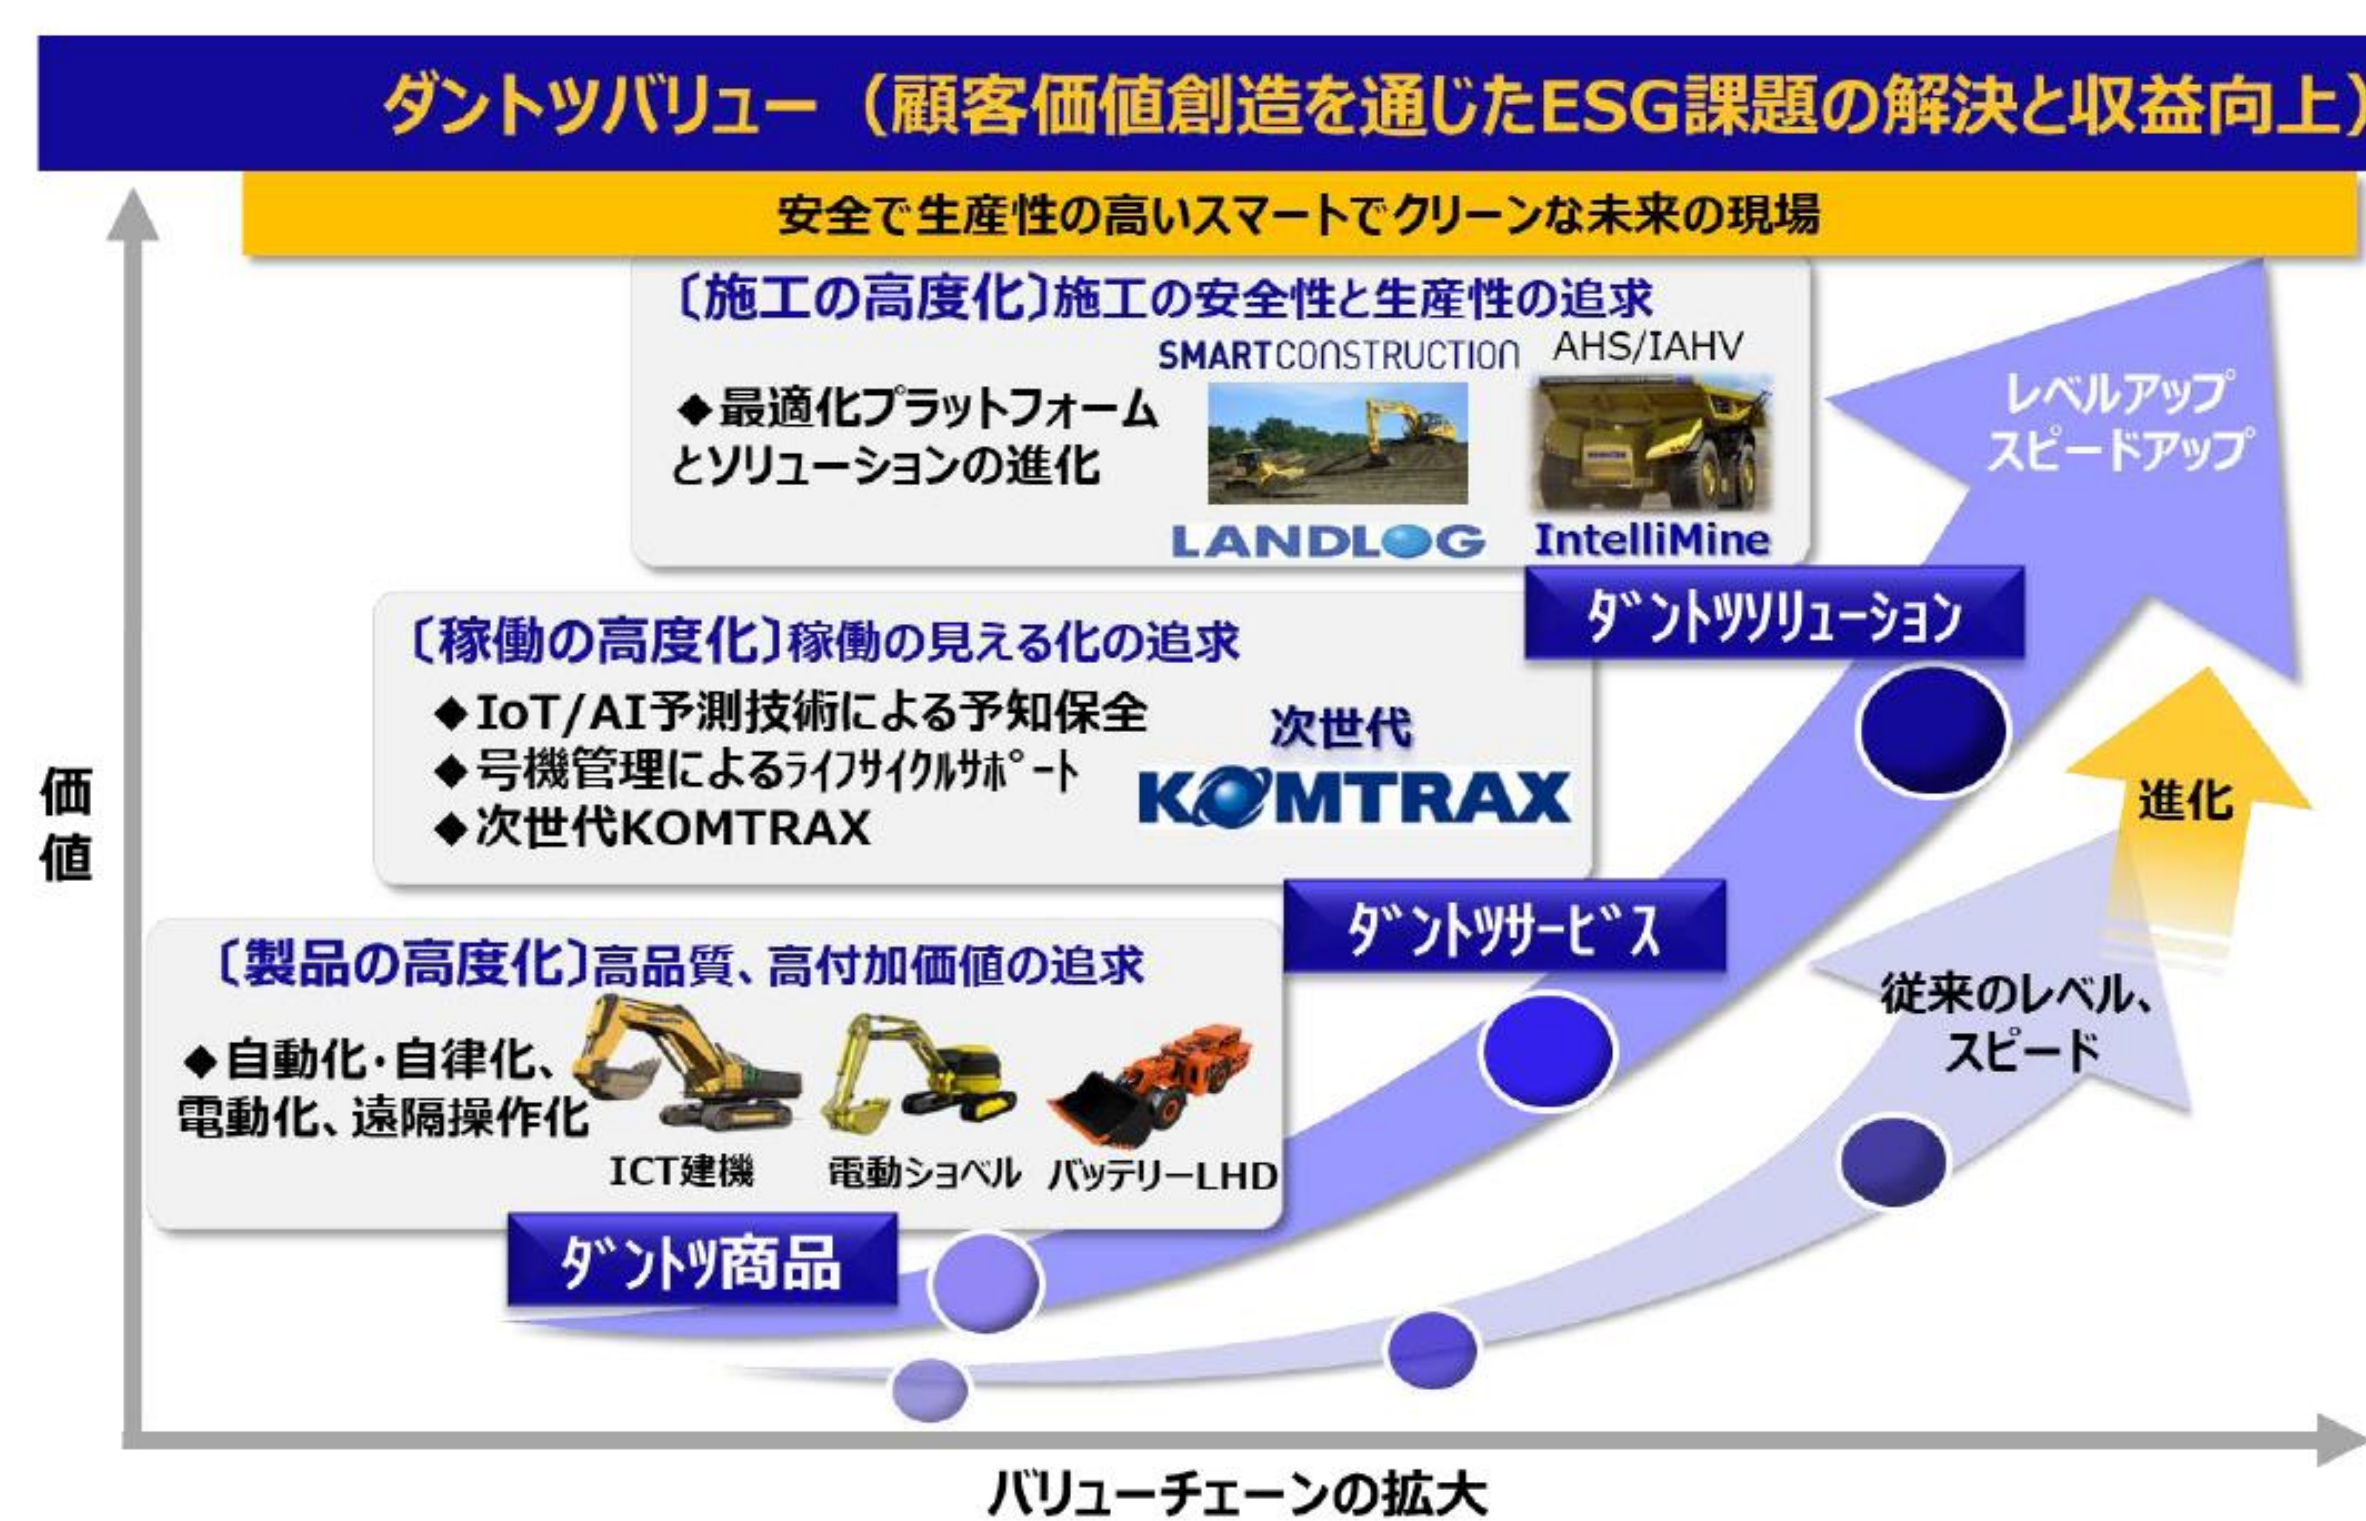 ダントツバリュー（顧客価値創造を通じたESG課題の解決と収益向上）
安全で生産性の高いスマートでクリーンな未来の現場
〔施工の高度化〕施工の安全性と生産性の追求
SMARTCONSTRUCTION
AHS/IAHV
◆最適化プラットフォーム
とソリューションの進化
LANDLOG
IntelliMine
レベルアップ
スピードアップ
ﾀﾞﾝﾄﾂｿﾘｭｰｼｮﾝ
〔稼働の高度化〕稼働の見える化の追求
◆IoT/AI予測技術による予知保全
◆号機管理によるﾗｲﾌｻｲｸﾙｻﾎﾟｰﾄ
◆次世代KOMTRAX
次世代
KOMTRAX
進化
価値
ﾀﾞﾝﾄﾂｻｰﾋﾞｽ
〔製品の高度化〕高品質、高付加価値の追求
◆自動化・自律化、
電動化、遠隔操作化
ICT建機
電動ショベル
バッテリーLHD
従来のレベル、
スピード
ﾀﾞﾝﾄﾂ商品
バリューチェーンの拡大